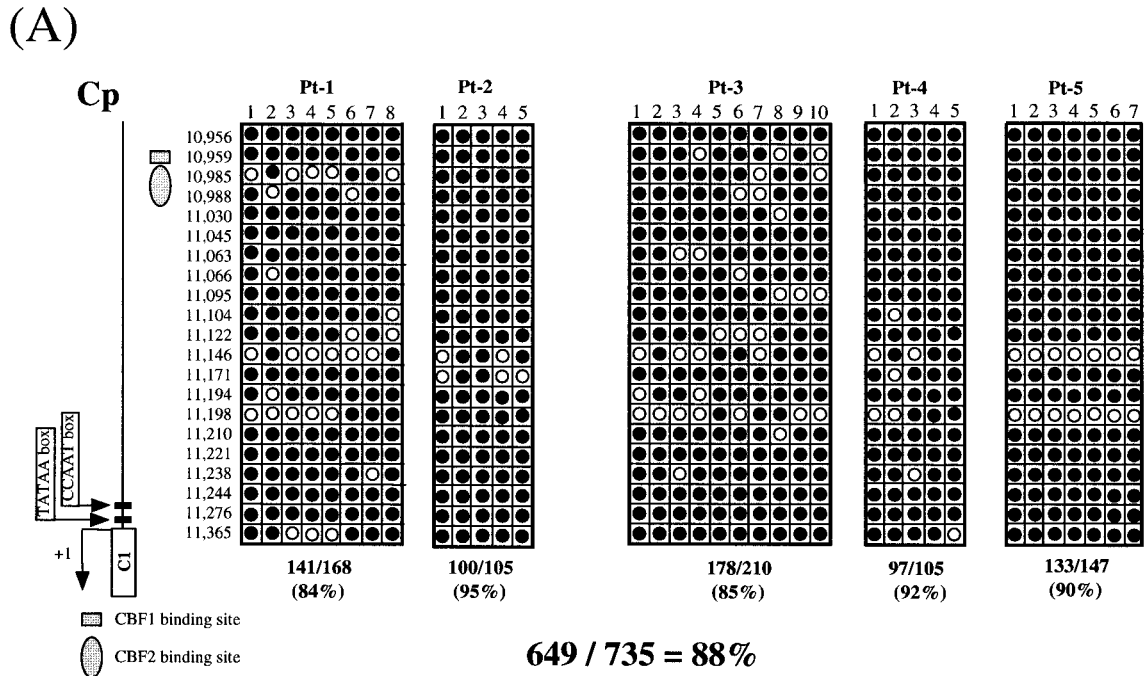 (A)
Cp
Pt-1 Pt-2 Pt-3 Pt-4 Pt-5
1 2 3 4 5 6 7 8 1 2 3 4 5 1 2 3 4 5 6 7 8 9 10 1 2 3 4 5 1 2 3 4 5 6 7
10,956
10,959
10,985
10,988
11,030
11,045
11,063
11,066
11,095
11,104
11,122
11,146
11,171
11,194
11,198
11,210
11,221
11,238
11,244
11,276
11,365
TATAA box
CCAAT box
+1
C1
141/168 100/105 178/210 97/105 133/147
(84%) (95%) (85%) (92%) (90%)
CBF1 binding site
CBF2 binding site
649 / 735 = 88%